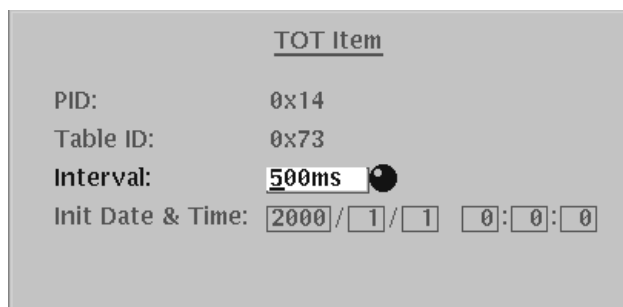 TOT Item
PID: 0x14
Table ID: 0x73
Interval: 500ms
Init Date & Time: 2000/ 1/ 1 0: 0: 0